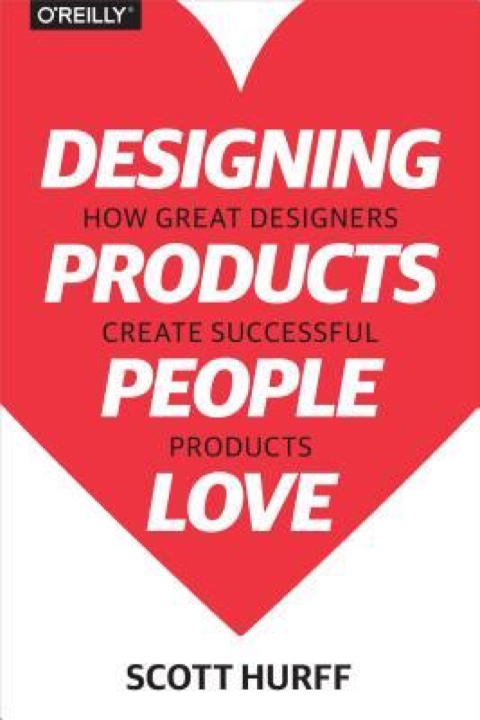 O'REILLY®
DESIGNING
HOW GREAT DESIGNERS
PRODUCTS
CREATE SUCCESSFUL
PEOPLE
PRODUCTS
LOVE
SCOTT HURFF